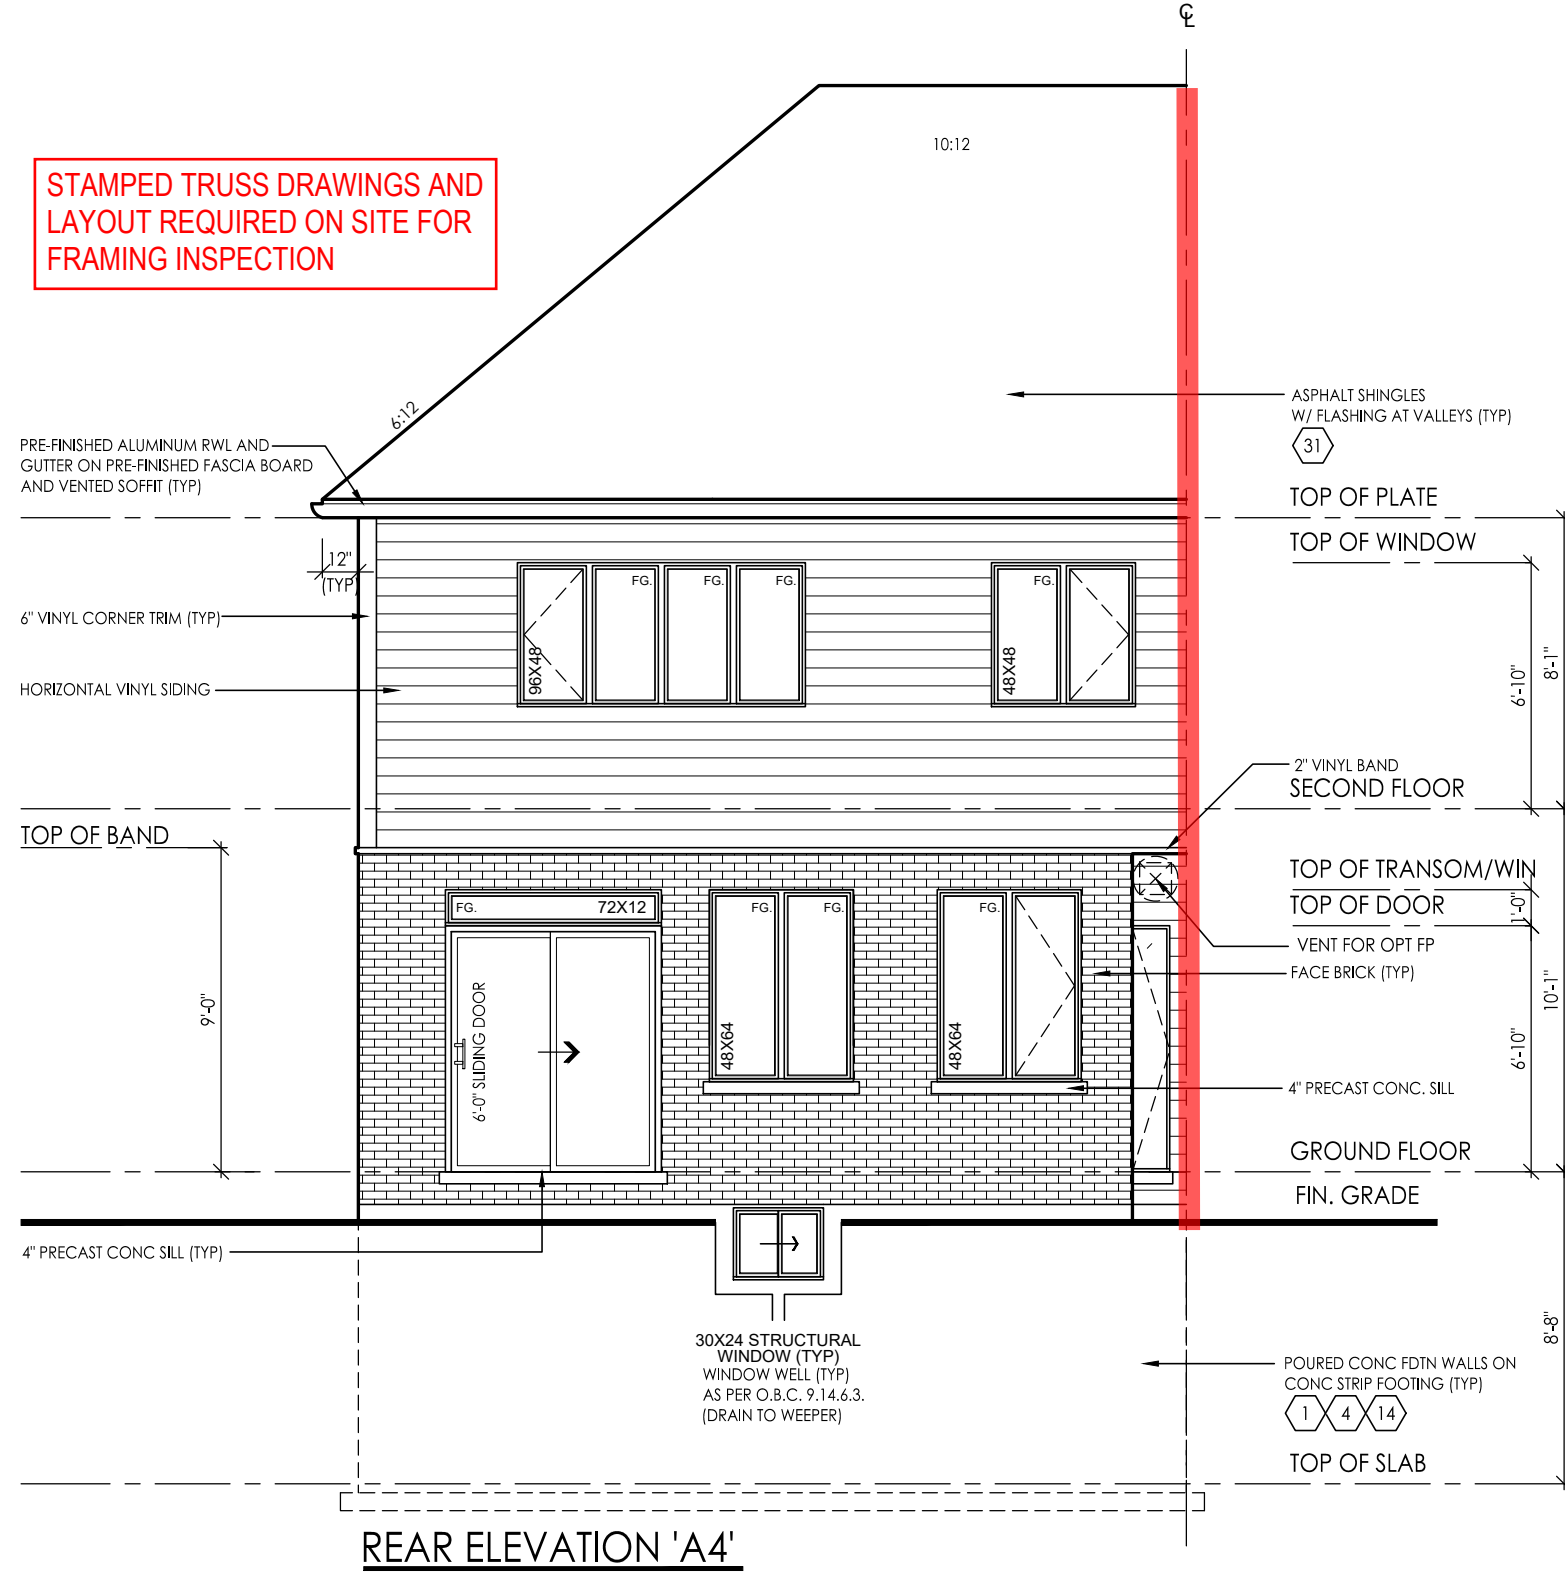 ℄
10:12
STAMPED TRUSS DRAWINGS AND
LAYOUT REQUIRED ON SITE FOR
FRAMING INSPECTION
6:12
PRE-FINISHED ALUMINUM RWL AND
GUTTER ON PRE-FINISHED FASCIA BOARD
AND VENTED SOFFIT (TYP)
ASPHALT SHINGLES
W/ FLASHING AT VALLEYS (TYP)
31
TOP OF PLATE
TOP OF WINDOW
12"
(TYP)
6" VINYL CORNER TRIM (TYP)
HORIZONTAL VINYL SIDING
FG.
FG.
FG.
96X48
FG.
48X48
6'-10"
8'-1"
2" VINYL BAND
SECOND FLOOR
TOP OF BAND
TOP OF TRANSOM/WIN
TOP OF DOOR
1'-0"
VENT FOR OPT FP
FACE BRICK (TYP)
FG.
72X12
FG.
FG.
FG.
9'-0"
6'-0" SLIDING DOOR
48X64
48X64
6'-10"
10'-1"
4" PRECAST CONC. SILL
GROUND FLOOR
FIN. GRADE
4" PRECAST CONC SILL (TYP)
30X24 STRUCTURAL
WINDOW (TYP)
WINDOW WELL (TYP)
AS PER O.B.C. 9.14.6.3.
(DRAIN TO WEEPER)
8'-8"
POURED CONC FDTN WALLS ON
CONC STRIP FOOTING (TYP)
1 4 14
TOP OF SLAB
REAR ELEVATION 'A4'